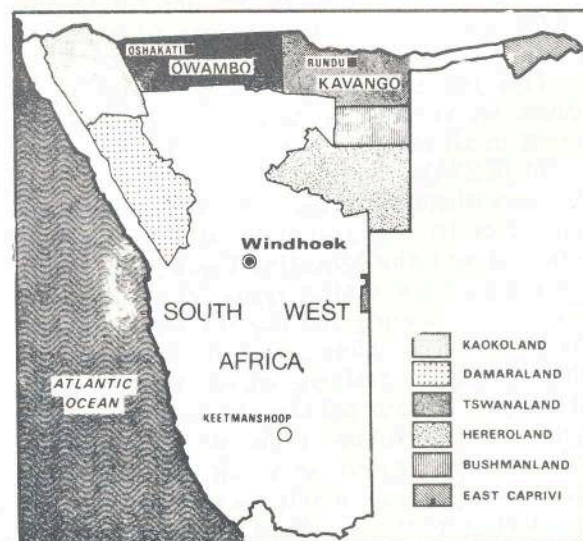 OSHAKATI
OWAMBO
RUNDU
KAVANGO
Windhoek
SOUTH WEST
AFRICA
ATLANTIC
OCEAN
KEETMANSHOOP
KAOKOLAND
DAMARALAND
TSWANALAND
HEREROLAND
BUSHMANLAND
EAST CAPRIVI